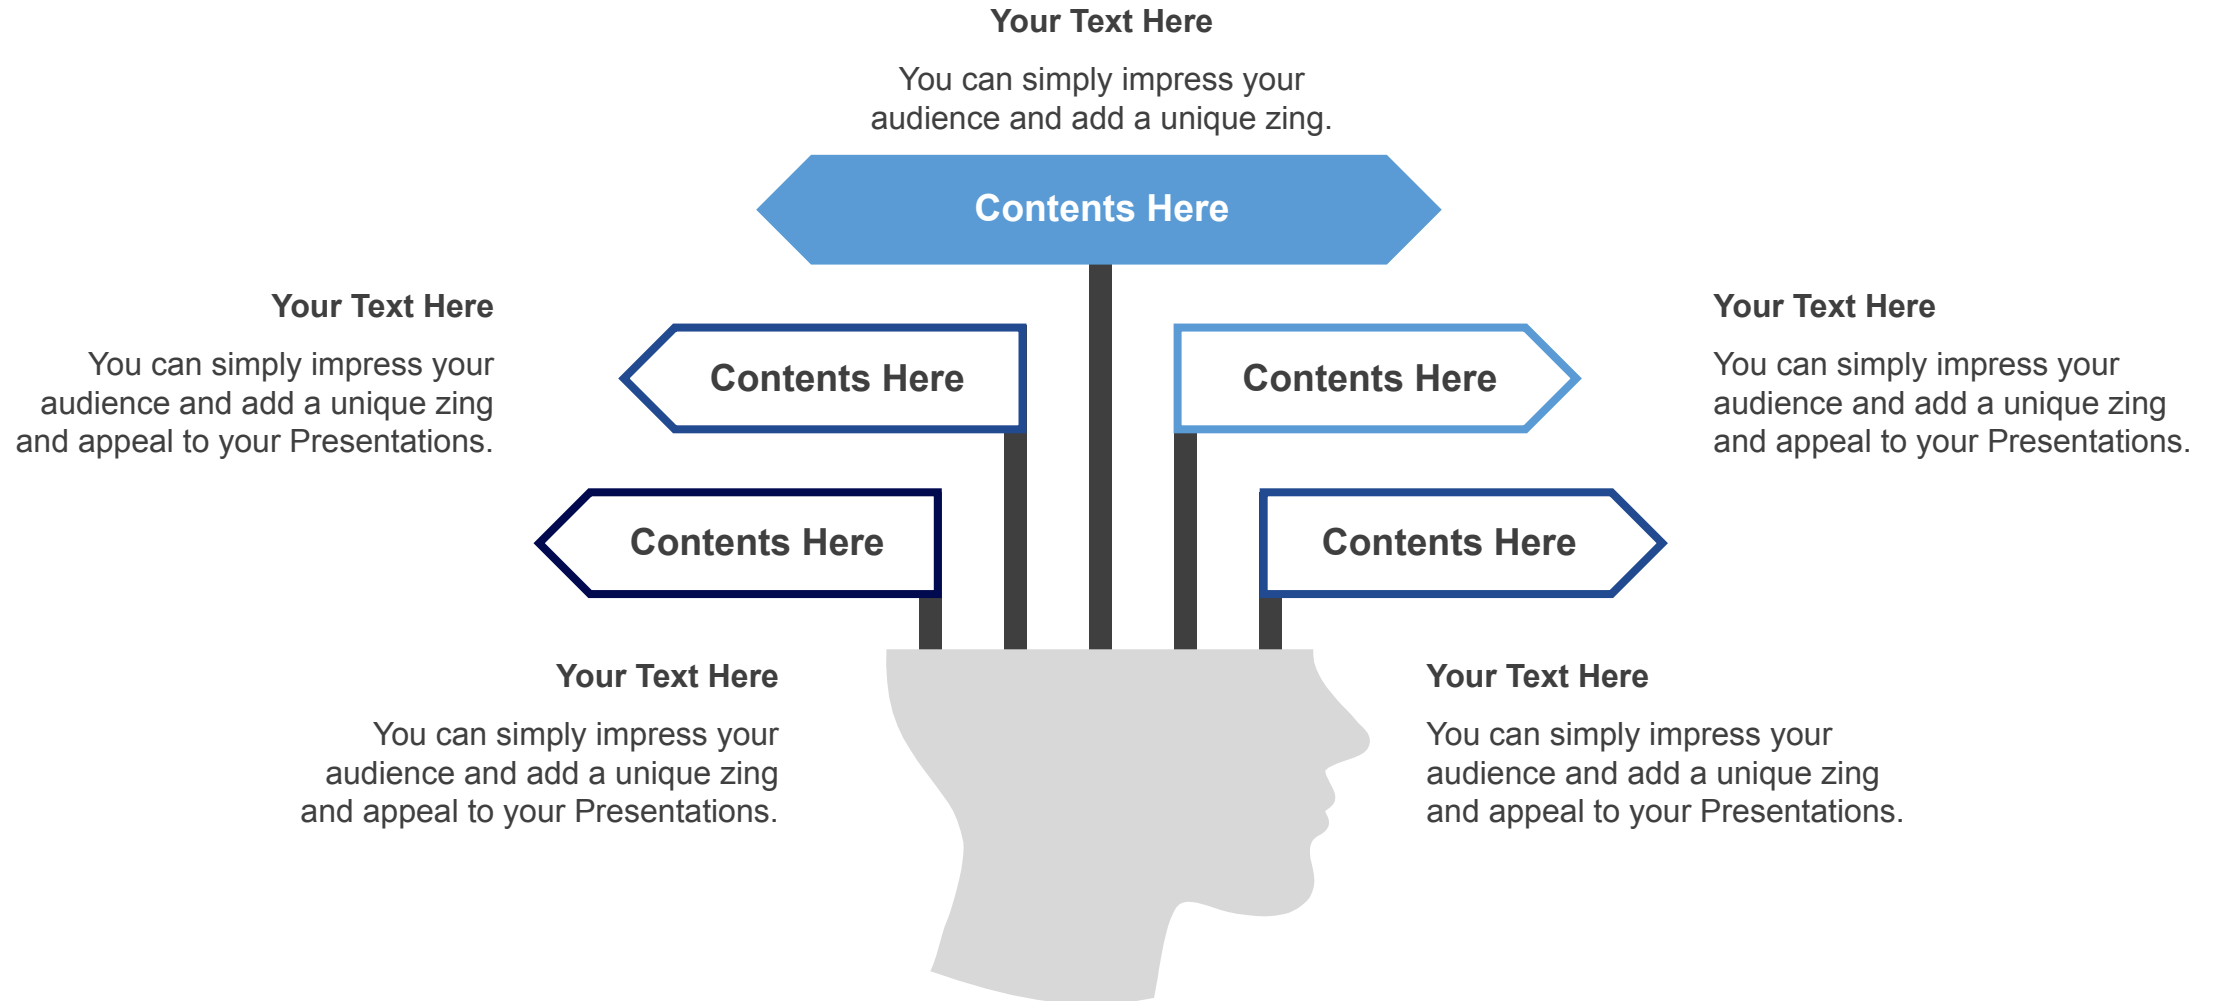 Your Text Here
You can simply impress your
audience and add a unique zing.
Contents Here
Your Text Here
You can simply impress your
audience and add a unique zing
and appeal to your Presentations.
Contents Here
Contents Here
Your Text Here
You can simply impress your
audience and add a unique zing
and appeal to your Presentations.
Contents Here
Contents Here
Your Text Here
You can simply impress your
audience and add a unique zing
and appeal to your Presentations.
Your Text Here
You can simply impress your
audience and add a unique zing
and appeal to your Presentations.